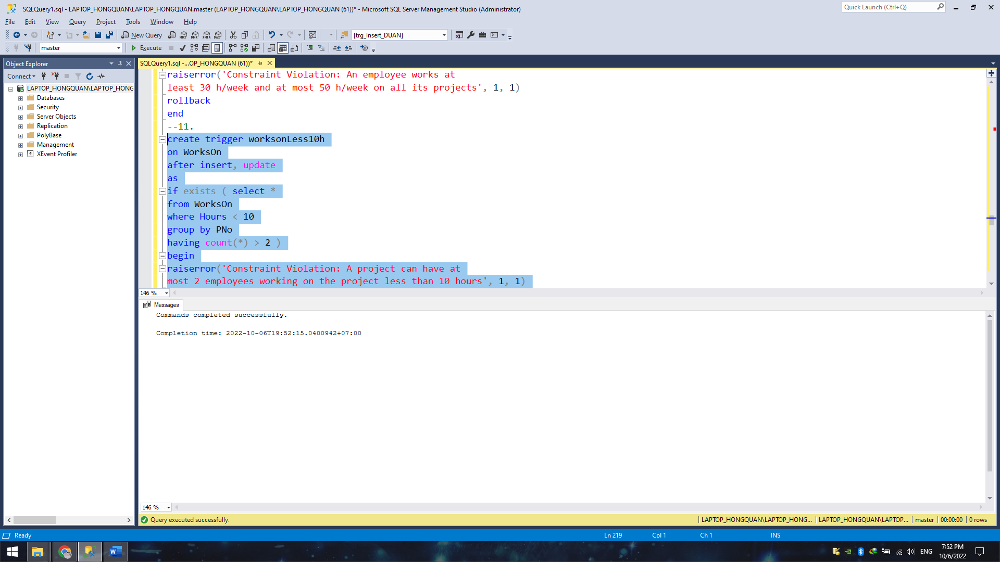 SQLQuery1.sql - LAPTOP_HONGQUAN\LAPTOP_HONGQUAN.master (LAPTOP_HONGQUAN\LAPTOP_HONGQUAN (61))* - Microsoft SQL Server Management Studio (Administrator)
Quick Launch (Ctrl+Q)
File Edit View Query Project Tools Window Help
New Query
MDX DMX XMLA DAX
[trg_Insert_DUAN]
master
Execute
Object Explorer
SQLQuery1.sql -...OP_HONGQUAN (61))*
Connect
LAPTOP_HONGQUAN\LAPTOP_HONG
Databases
Security
Server Objects
Replication
PolyBase
Management
XEvent Profiler
raiserror('Constraint Violation: An employee works at
least 30 h/week and at most 50 h/week on all its projects', 1, 1)
rollback
end
--11.
create trigger worksonLess10h
on WorksOn
after insert, update
as
if exists ( select *
from WorksOn
where Hours < 10
group by PNo
having count(*) > 2 )
begin
raiserror('Constraint Violation: A project can have at
most 2 employees working on the project less than 10 hours', 1, 1)
146 %
Messages
Commands completed successfully.
Completion time: 2022-10-06T19:52:15.0400942+07:00
146 %
Query executed successfully.
LAPTOP_HONGQUAN\LAPTOP_HONG... LAPTOP_HONGQUAN\LAPTOP... master 00:00:00 0 rows
Ready
Ln 219 Col 1 Ch 1 INS
ENG
7:52 PM
10/6/2022